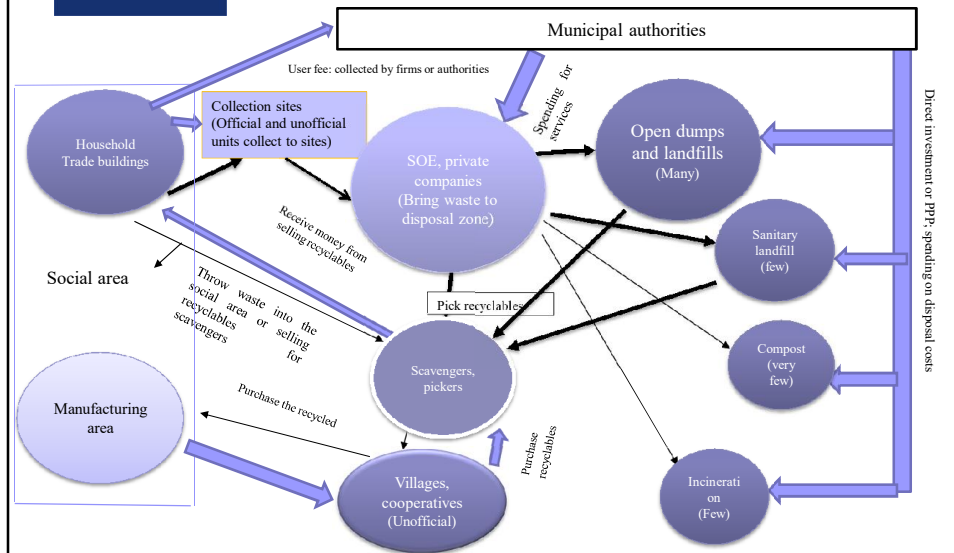 Municipal authorities
User fee: collected by firms or authorities
Spending for
services
Direct investment or PPP; spending on disposal costs
Household
Trade buildings
Collection sites
(Official and unofficial
units collect to sites)
SOE, private
companies
(Bring waste to
disposal zone)
Open dumps
and landfills
(Many)
Sanitary
landfill
(few)
Receive money from
selling recyclables
Social area
Throw waste into the
social area or selling
recyclables for
scavengers
Pick recyclables
Scavengers,
pickers
Compost
(very
few)
Manufacturing
area
Purchase the recycled
Purchase
recyclables
Villages,
cooperatives
(Unofficial)
Incinerati
on
(Few)